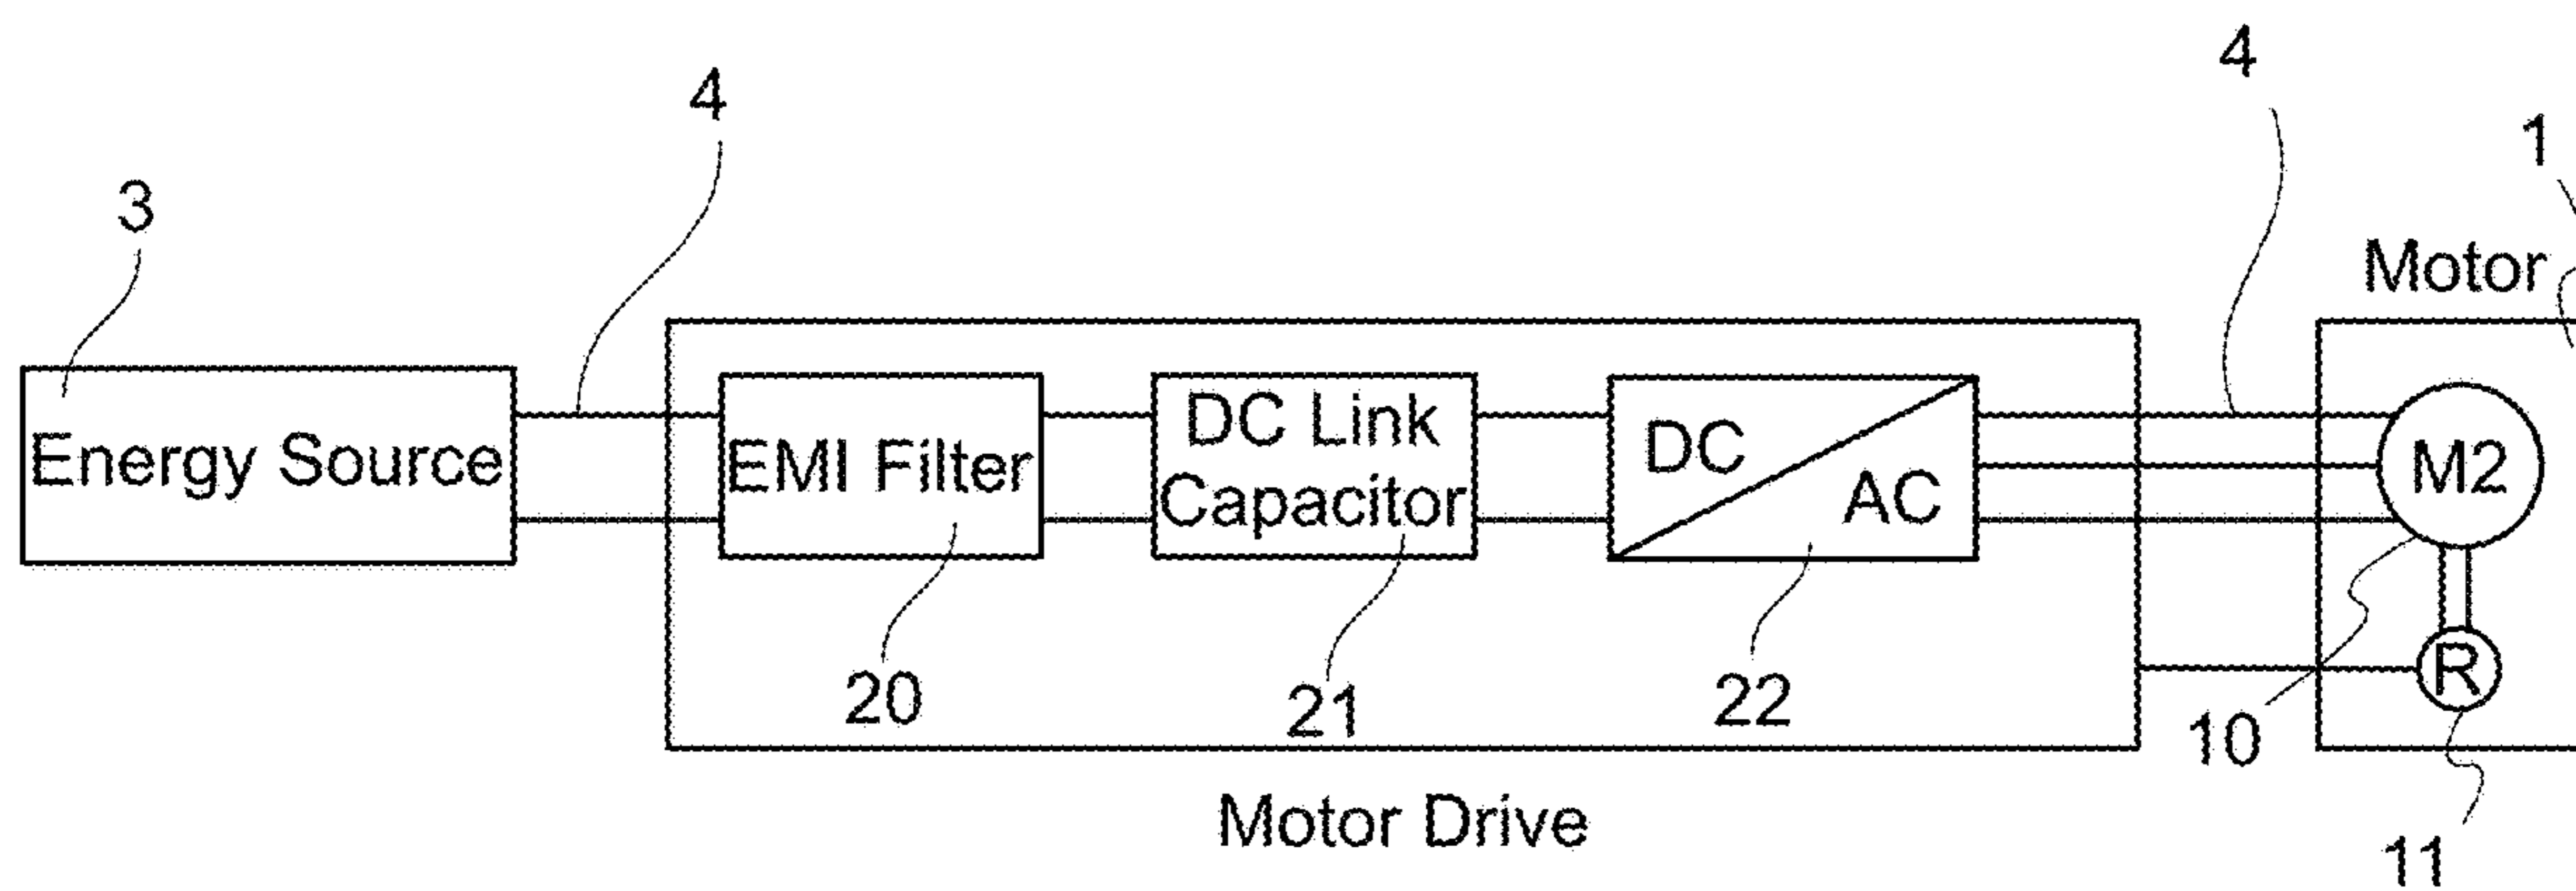 4
4
1
3
Motor
Energy Source
EMI Filter
DC Link
Capacitor
DC
AC
M2
R
20
21
22
10
Motor Drive
11